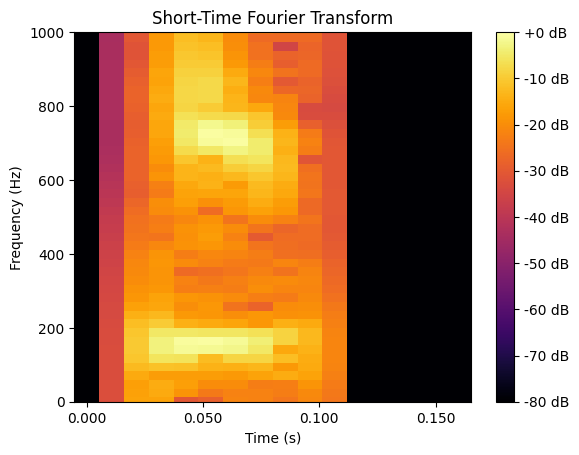 Short-Time Fourier Transform
1000
800
600
400
200
0
Frequency (Hz)
0.000
0.050
0.100
0.150
Time (s)
+0 dB
-10 dB
-20 dB
-30 dB
-40 dB
-50 dB
-60 dB
-70 dB
-80 dB